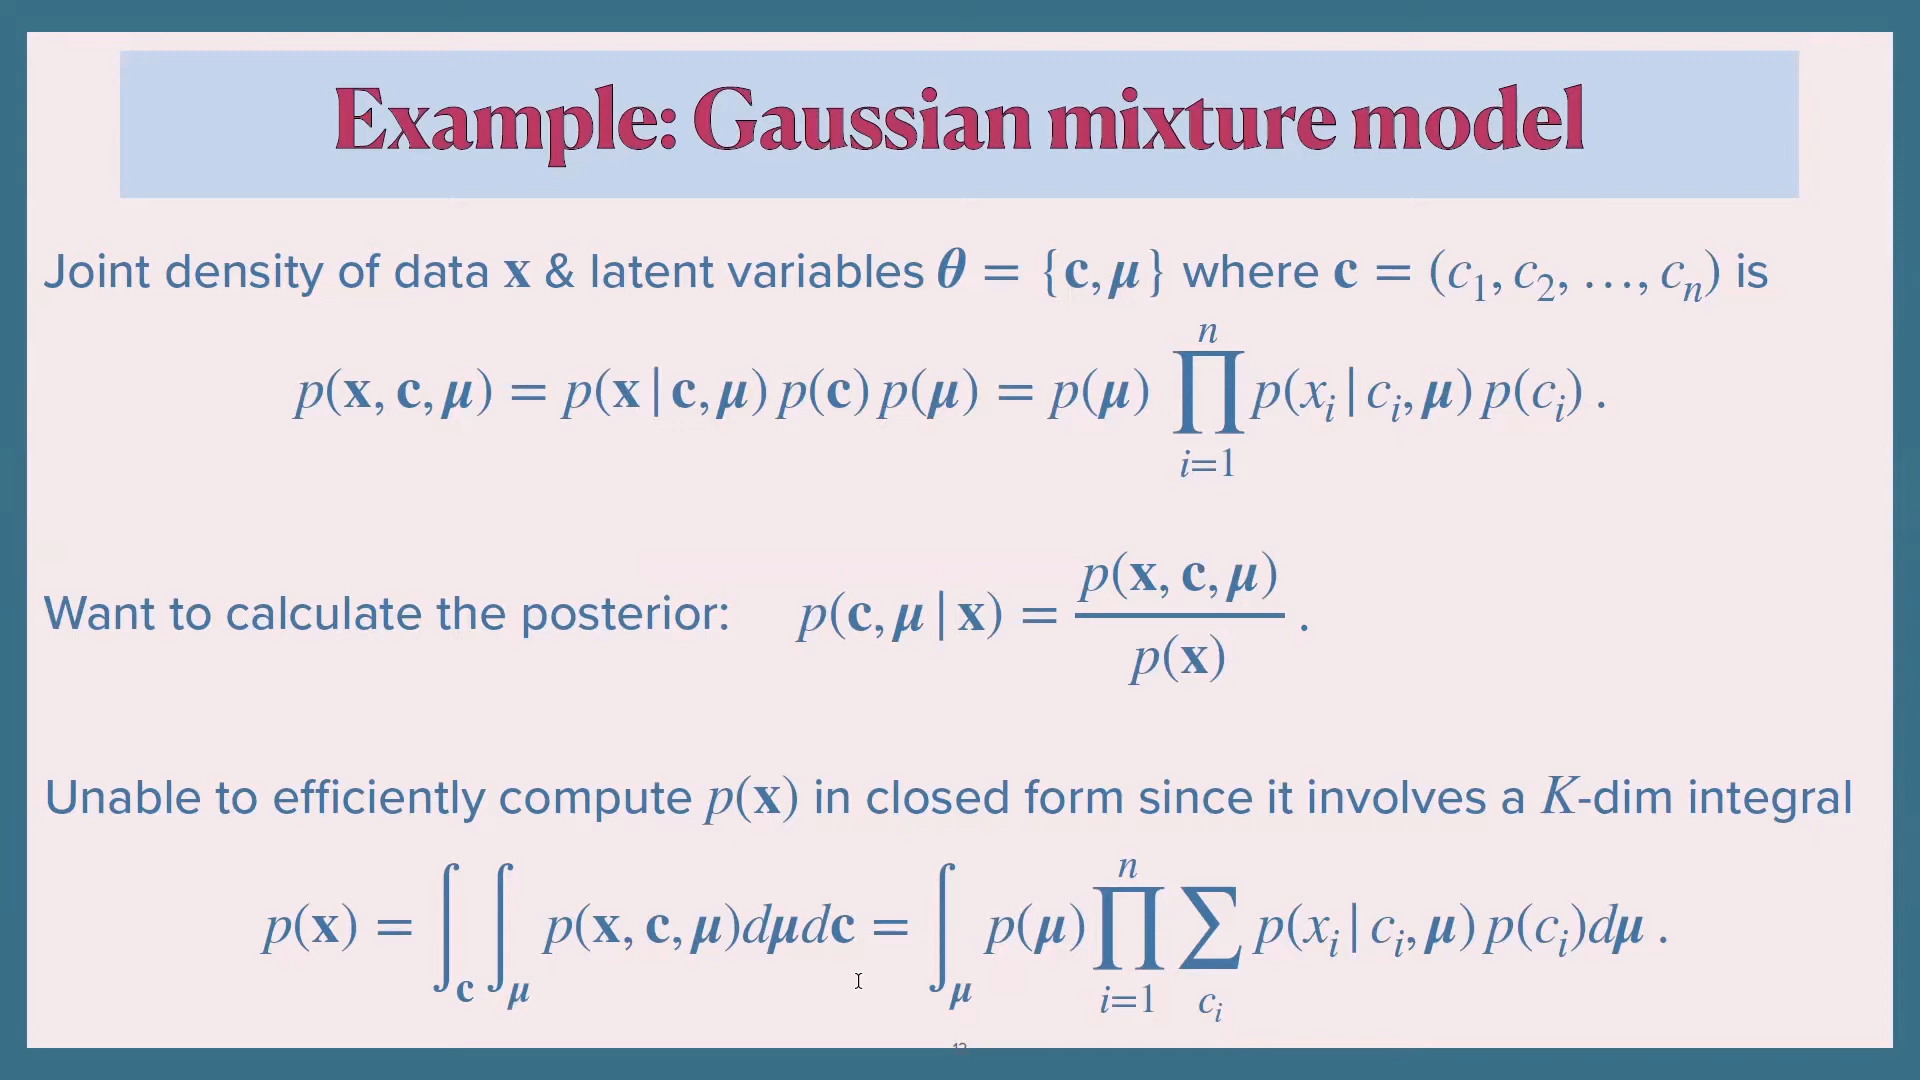 Example: Gaussian mixture model
Joint density of data x & latent variables θ = {c, μ} where c = (c₁, c₂, …, cₙ) is
p(x, c, μ) = p(x | c, μ) p(c) p(μ) = p(μ) ∏ᵢ₌₁ⁿ p(xᵢ | cᵢ, μ) p(cᵢ) .
Want to calculate the posterior: p(c, μ | x) = p(x, c, μ) / p(x) .
Unable to efficiently compute p(x) in closed form since it involves a K-dim integral
p(x) = ∫_c ∫_μ p(x, c, μ)dμdc = ∫_μ p(μ) ∏ᵢ₌₁ⁿ ∑_{cᵢ} p(xᵢ | cᵢ, μ) p(cᵢ)dμ .